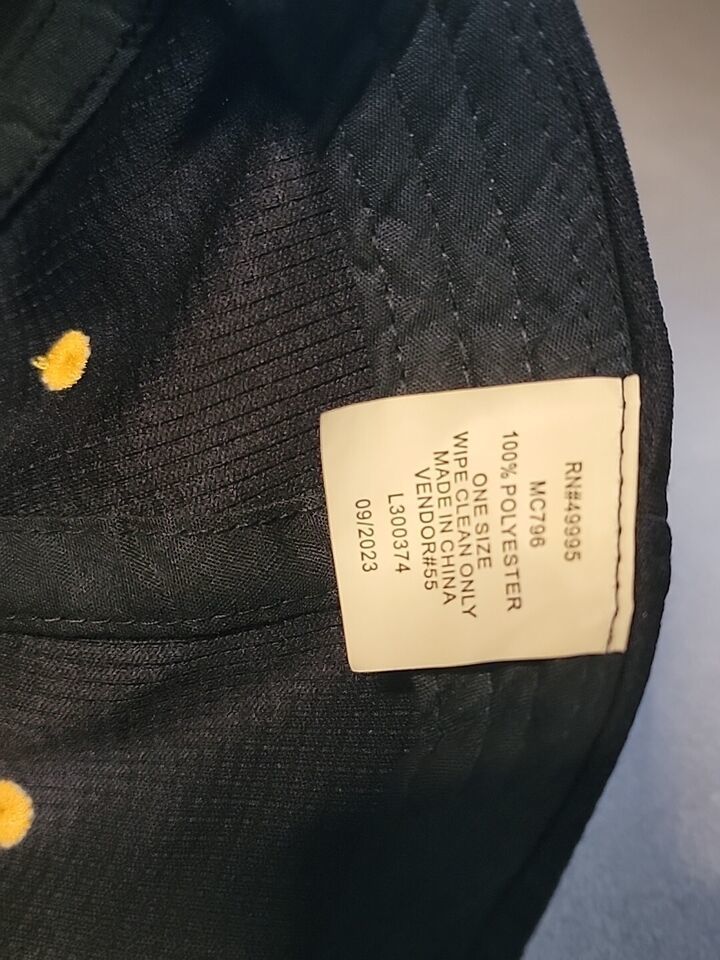 RN#49995
MC796
100% POLYESTER
ONE SIZE
WIPE CLEAN ONLY
MADE IN CHINA
VENDOR#55
L300374
09/2023